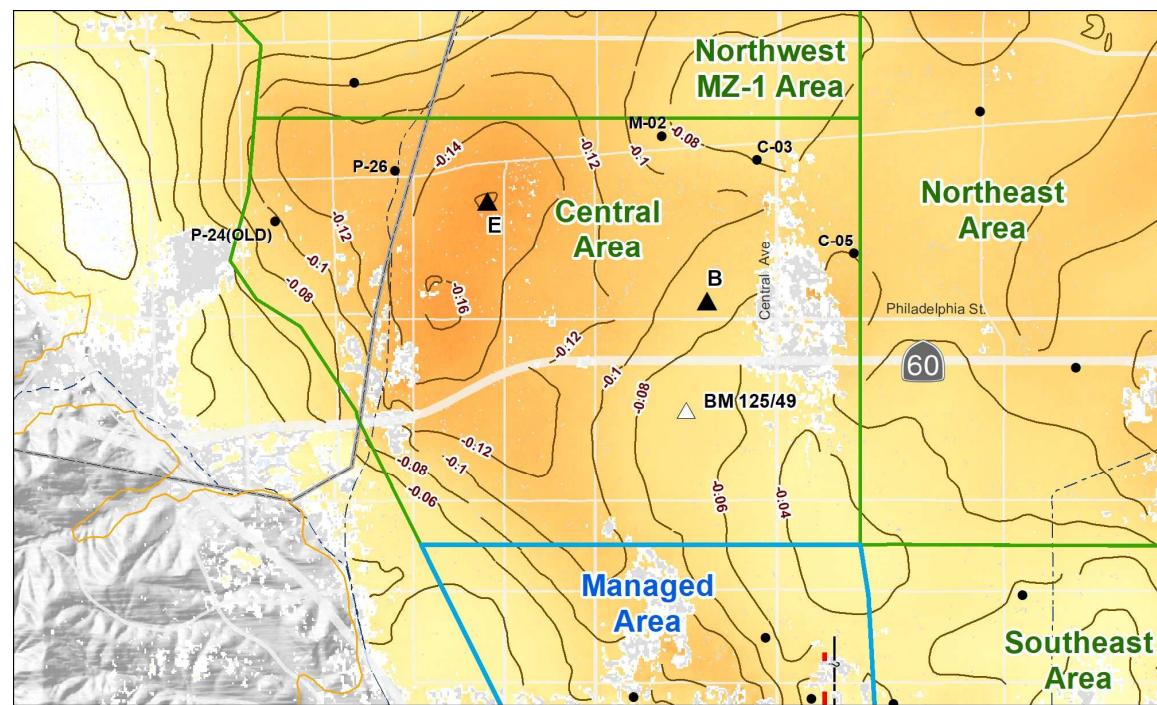 Northwest
MZ-1 Area
M-02
-0.08
-0.1
C-03
-0.12
-0.14
P-26
E
Central
Area
Northeast
Area
P-24(OLD)
-0.12
-0.1
-0.08
C-05
Central Ave
B
-0.16
Philadelphia St.
-0.12
60
-0.1
-0.08
BM 125/49
-0.12
-0.1
-0.08
-0.06
-0.06
-0.04
Managed
Area
Southeast
Area
?